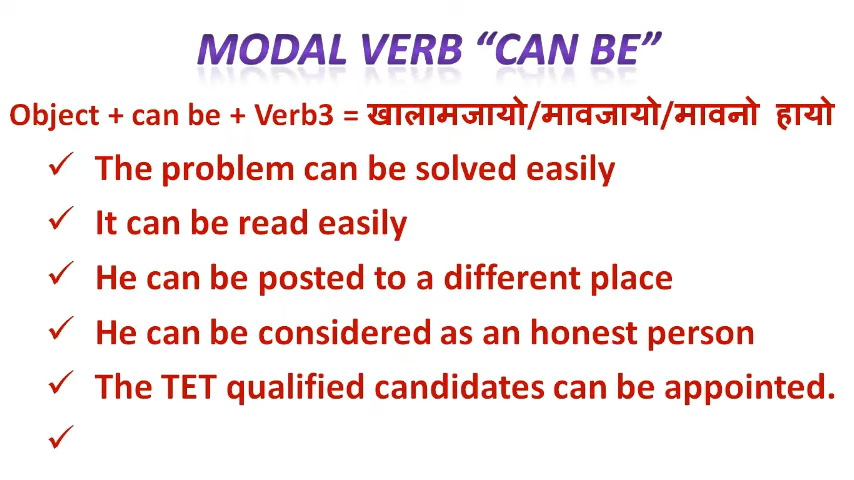 MODAL VERB “CAN BE”
Object + can be + Verb3 = खालामजायो/मावजायो/मावनो हायो
✓ The problem can be solved easily
✓ It can be read easily
✓ He can be posted to a different place
✓ He can be considered as an honest person
✓ The TET qualified candidates can be appointed.
✓